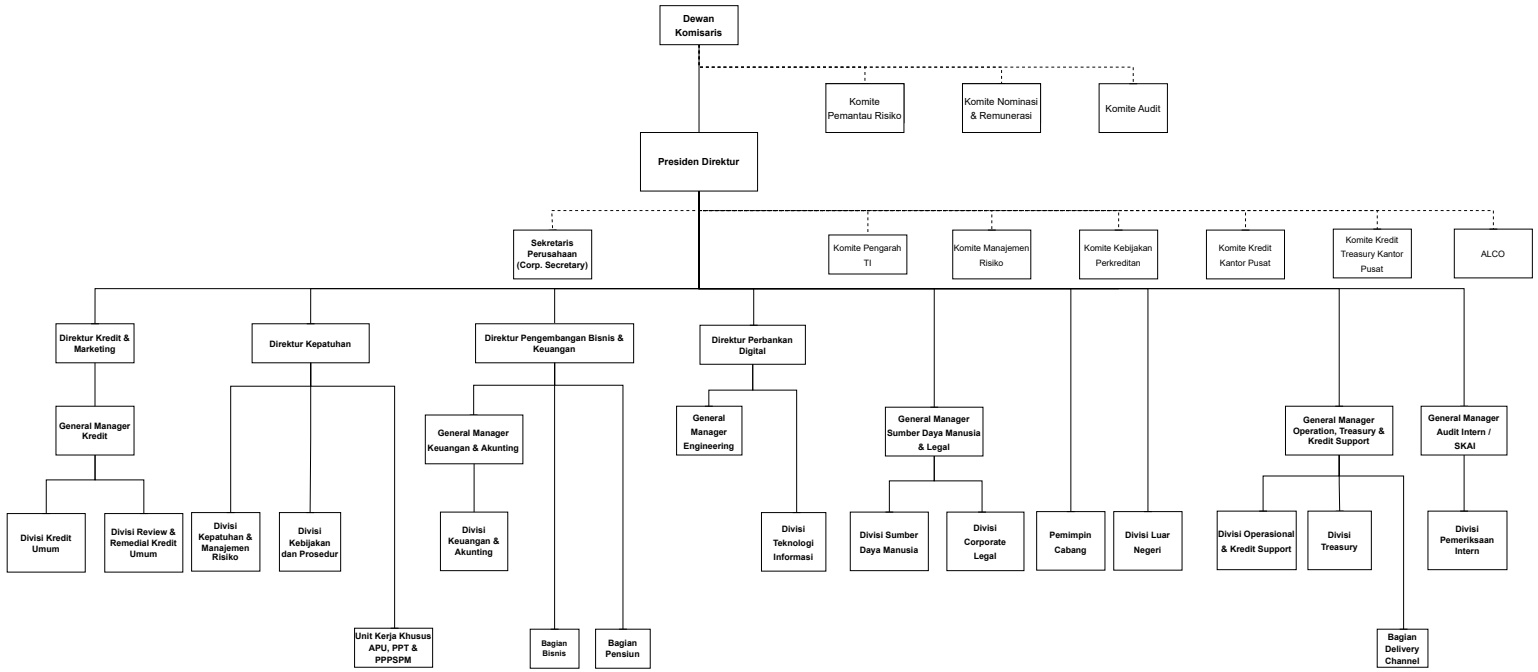 Dewan
Komisaris
Komite
Pemantau Risiko
Komite Nominasi
& Remunerasi
Komite Audit
Presiden Direktur
Sekretaris
Perusahaan
(Corp. Secretary)
Komite Pengarah
TI
Komite Manajemen
Risiko
Komite Kebijakan
Perkreditan
Komite Kredit
Kantor Pusat
Komite Kredit
Treasury Kantor
Pusat
ALCO
Direktur Kredit &
Marketing
Direktur Kepatuhan
Direktur Pengembangan Bisnis &
Keuangan
Direktur Perbankan
Digital
General Manager
Kredit
General Manager
Keuangan & Akunting
General
Manager
Engineering
General Manager
Sumber Daya Manusia
& Legal
General Manager
Operation, Treasury &
Kredit Support
General Manager
Audit Intern /
SKAI
Divisi Kredit
Umum
Divisi Review &
Remedial Kredit
Umum
Divisi
Kepatuhan &
Manajemen
Risiko
Divisi
Kebijakan
dan Prosedur
Divisi
Keuangan &
Akunting
Divisi
Teknologi
Informasi
Divisi Sumber
Daya Manusia
Divisi
Corporate
Legal
Pemimpin
Cabang
Divisi Luar
Negeri
Divisi Operasional
& Kredit Support
Divisi
Treasury
Divisi
Pemeriksaan
Intern
Unit Kerja Khusus
APU, PPT &
PPPSPM
Bagian
Bisnis
Bagian
Pensiun
Bagian
Delivery
Channel